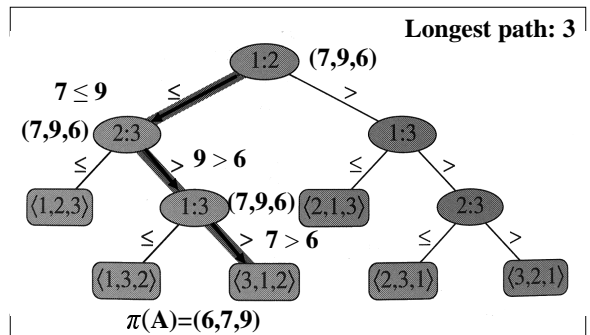 Longest path: 3
1:2 (7,9,6)
7 ≤ 9 ≤ >
(7,9,6) 2:3 1:3
≤ > 9 > 6 ≤ >
⟨1,2,3⟩ 1:3 (7,9,6) ⟨2,1,3⟩ 2:3
≤ > 7 > 6 ≤ >
⟨1,3,2⟩ ⟨3,1,2⟩ ⟨2,3,1⟩ ⟨3,2,1⟩
π(A)=(6,7,9)